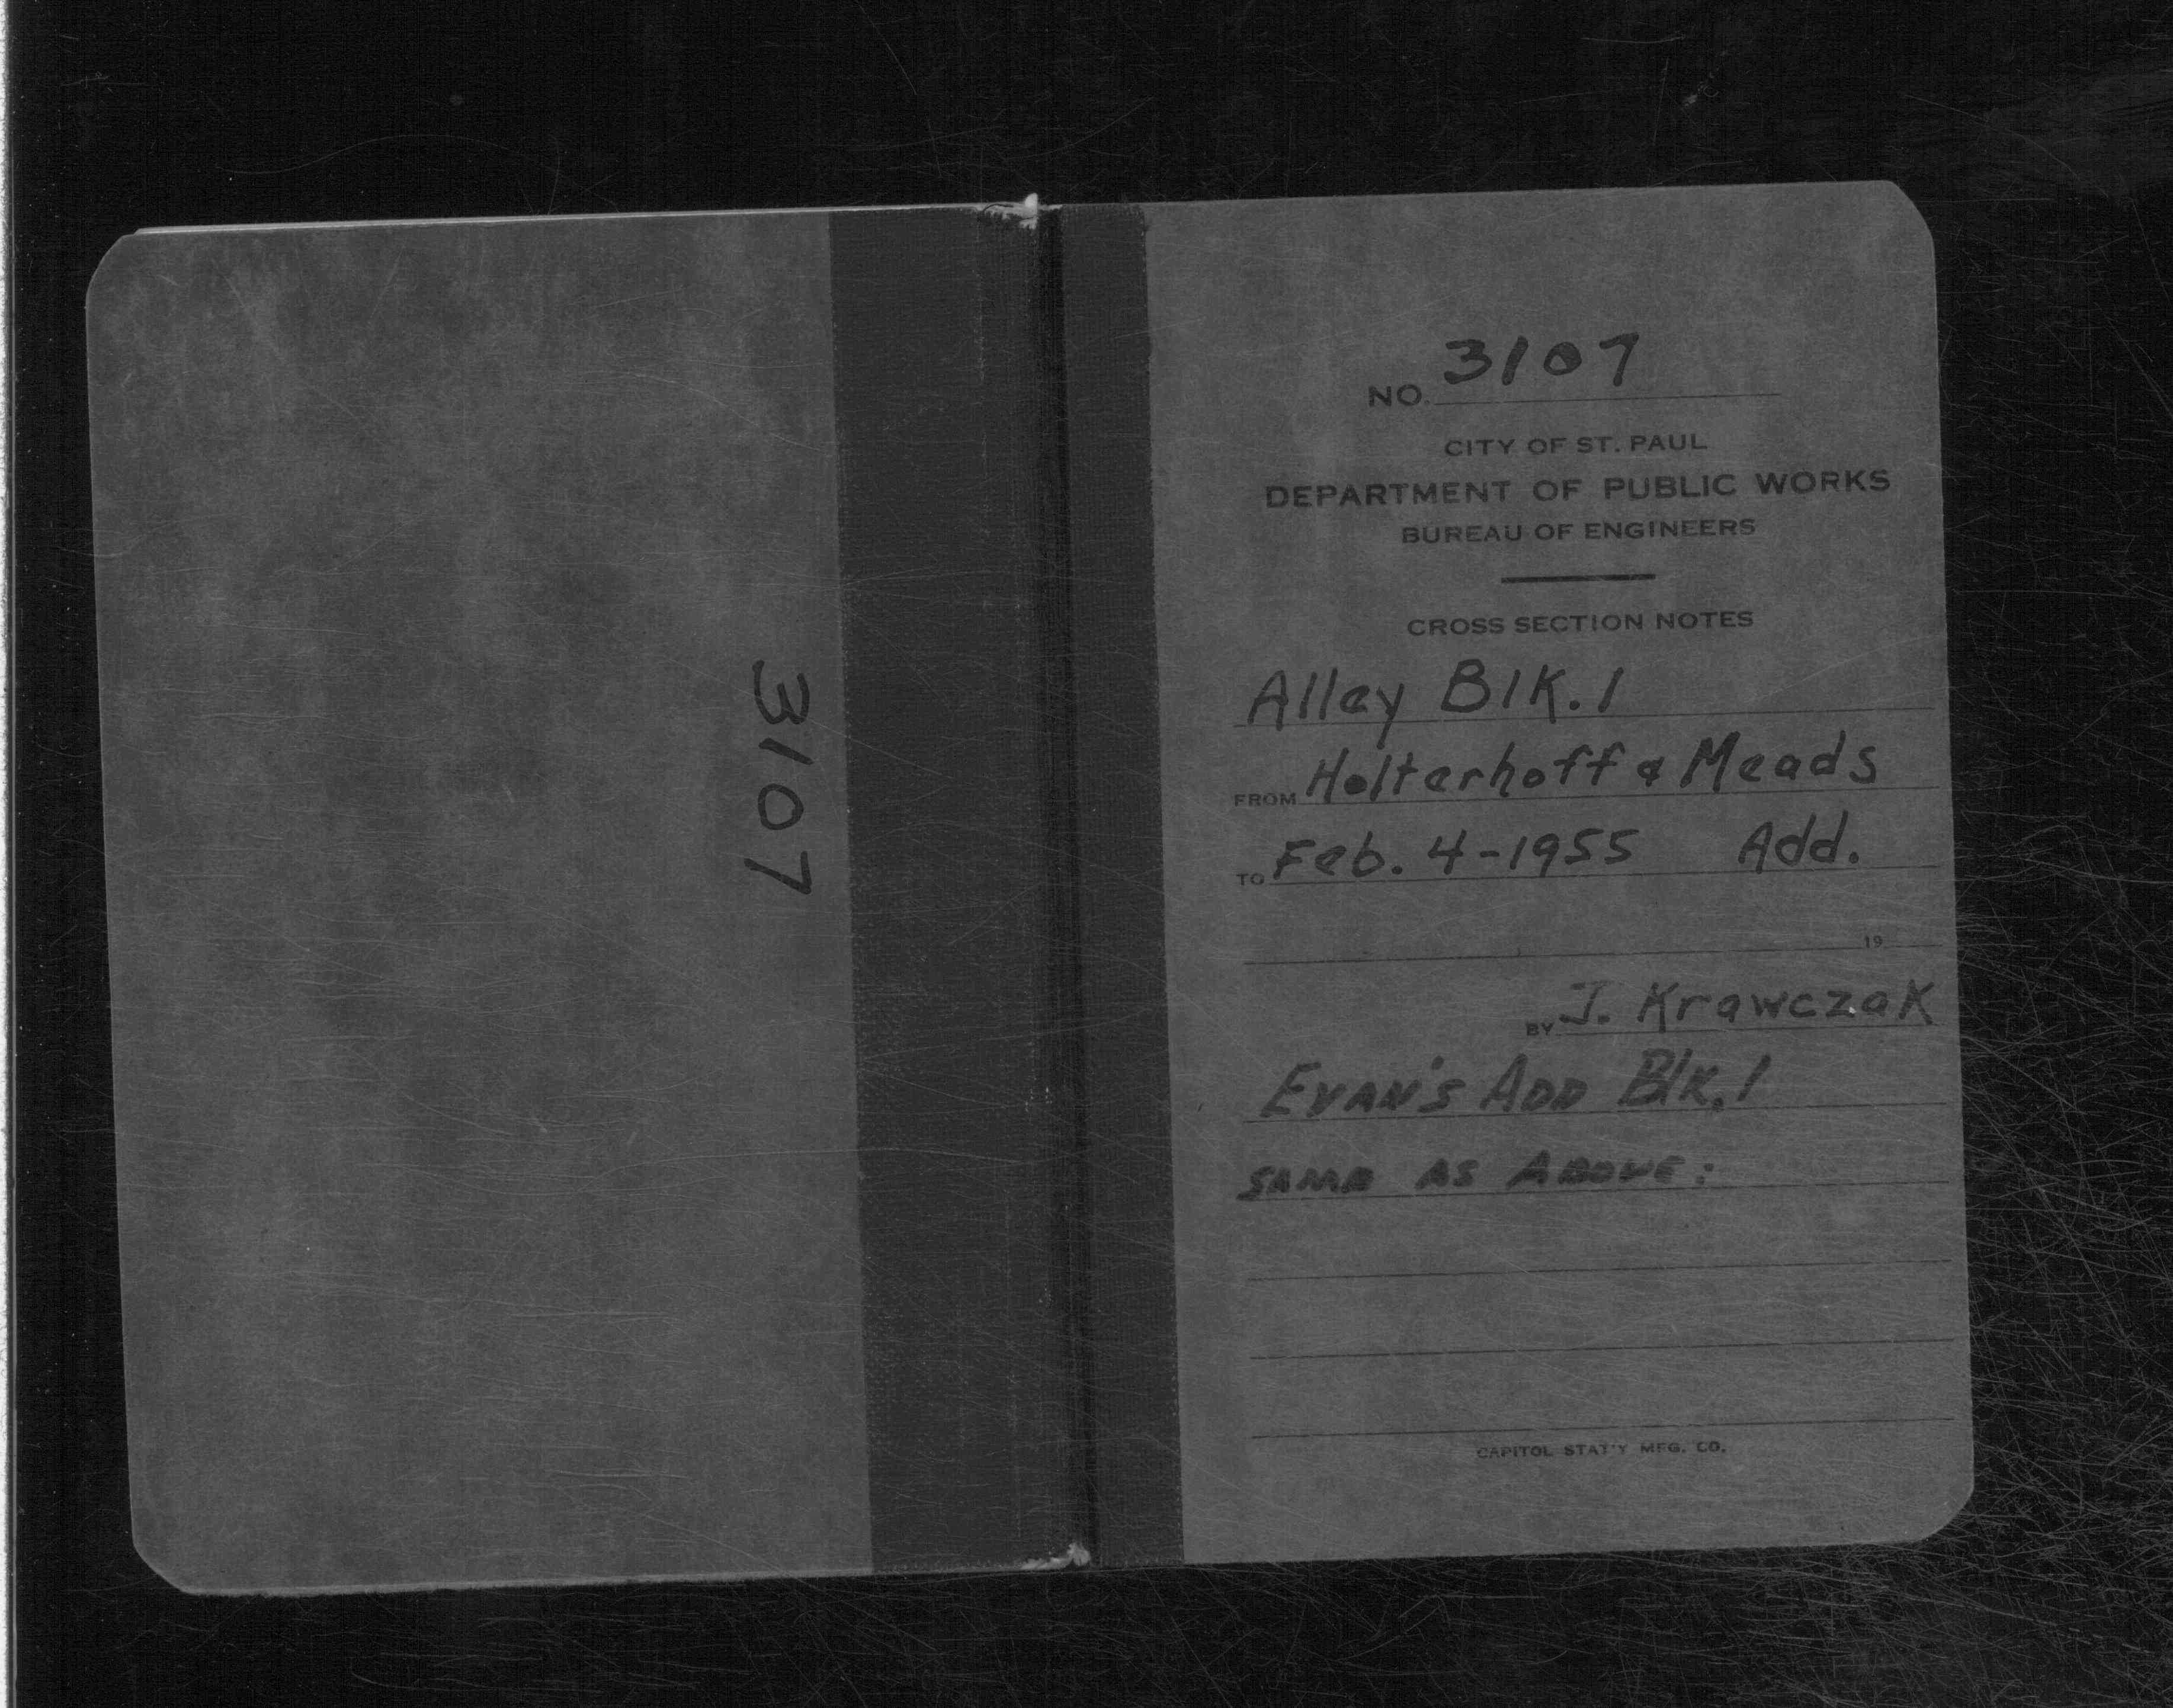 3107
NO. 3107
CITY OF ST. PAUL
DEPARTMENT OF PUBLIC WORKS
BUREAU OF ENGINEERS
CROSS SECTION NOTES
Alley Blk. 1
FROM Holterhoff & Meads
TO Feb. 4-1955 Add.
19
BY J. Krawczak
EVAN'S ADD Blk. 1
SAME AS ABOVE:
CAPITOL STAT'Y MFG. CO.